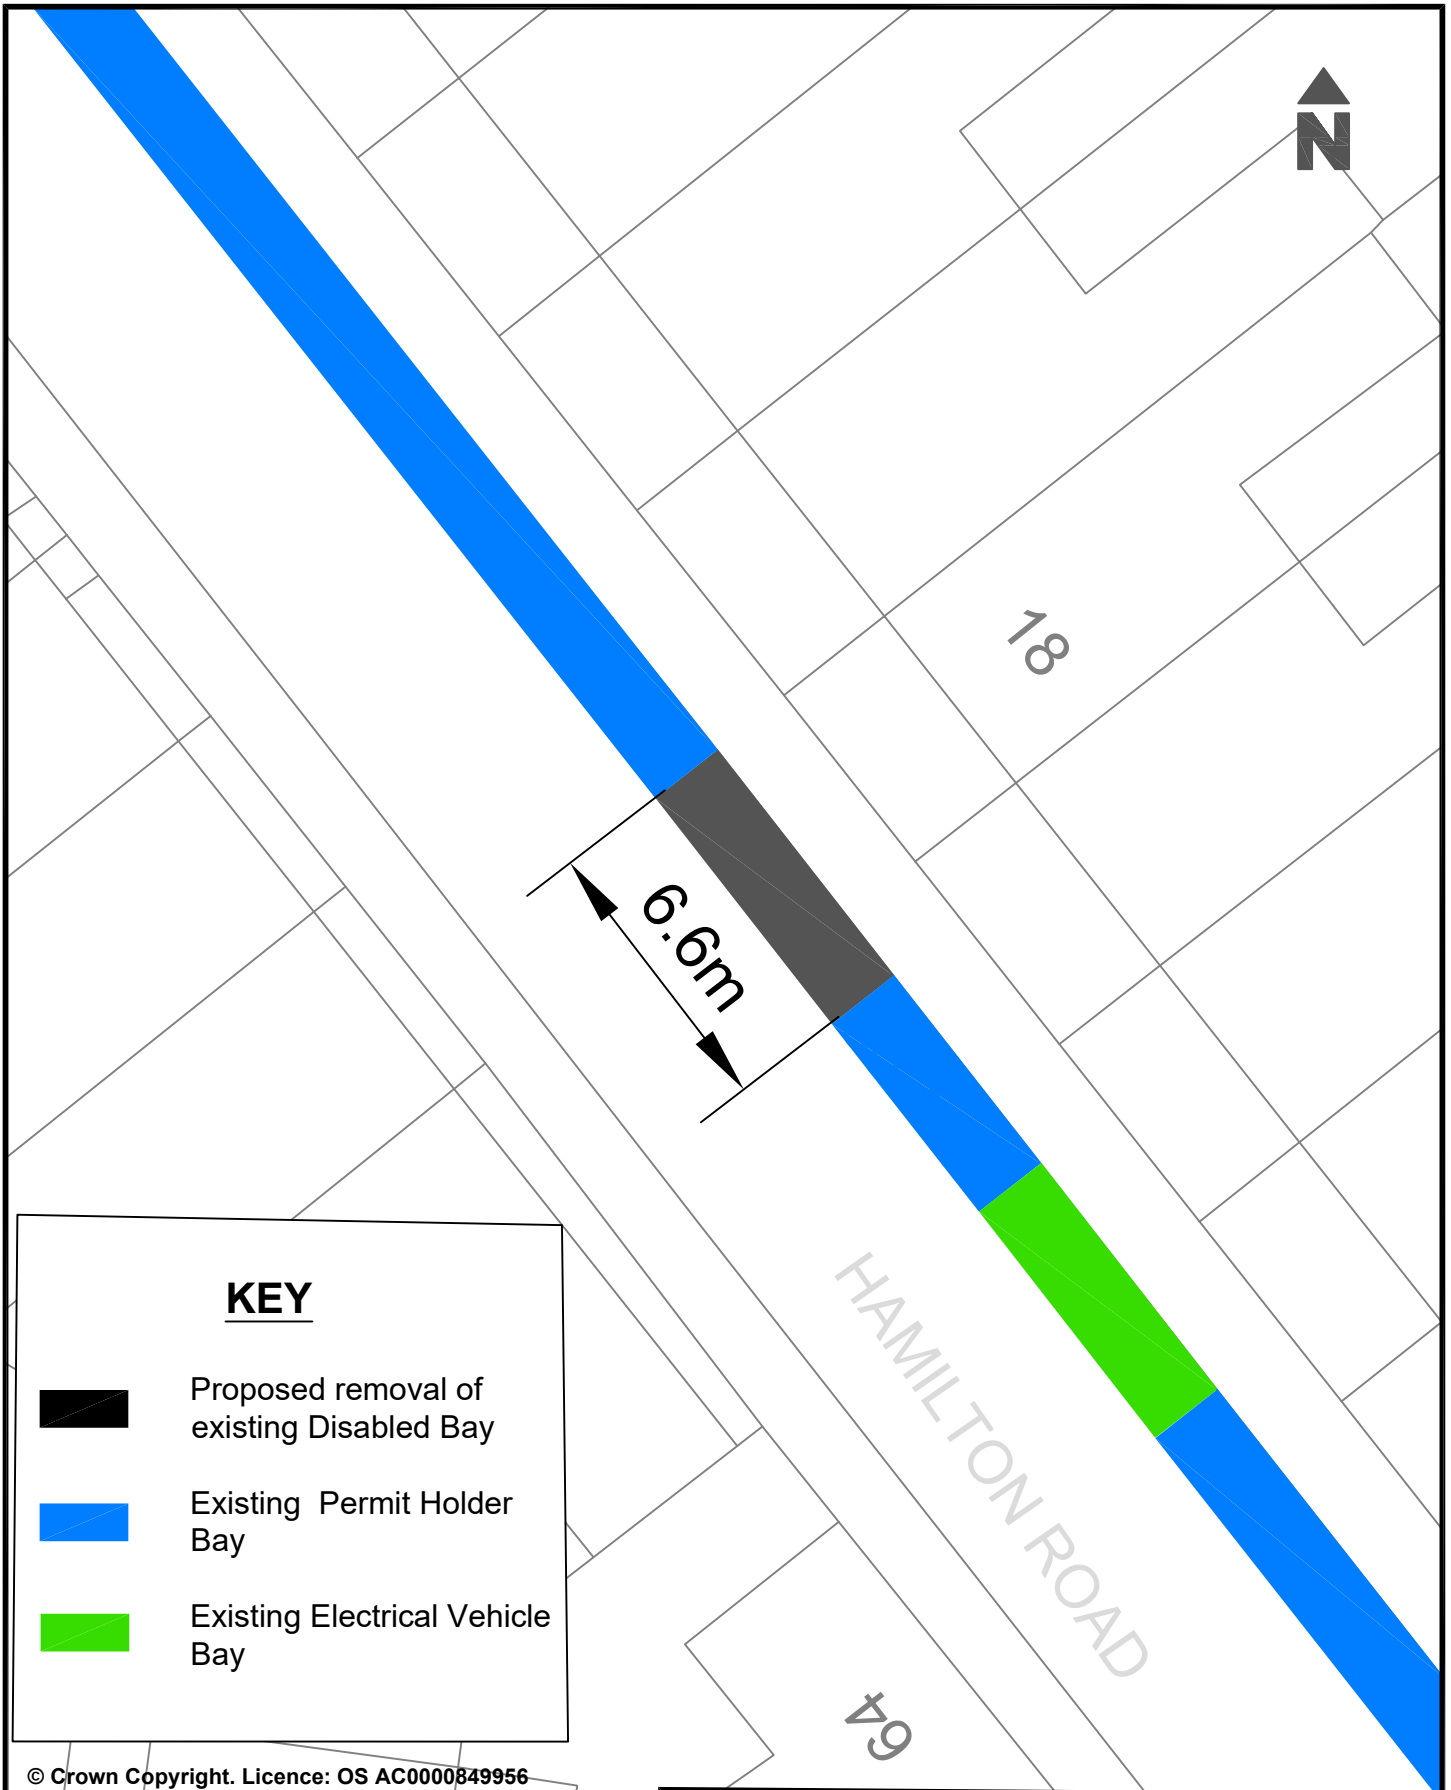 N
18
6.6m
HAMILTON ROAD
KEY
Proposed removal of
existing Disabled Bay
Existing  Permit Holder
Bay
Existing Electrical Vehicle
Bay
64
© Crown Copyright. Licence: OS AC0000849956